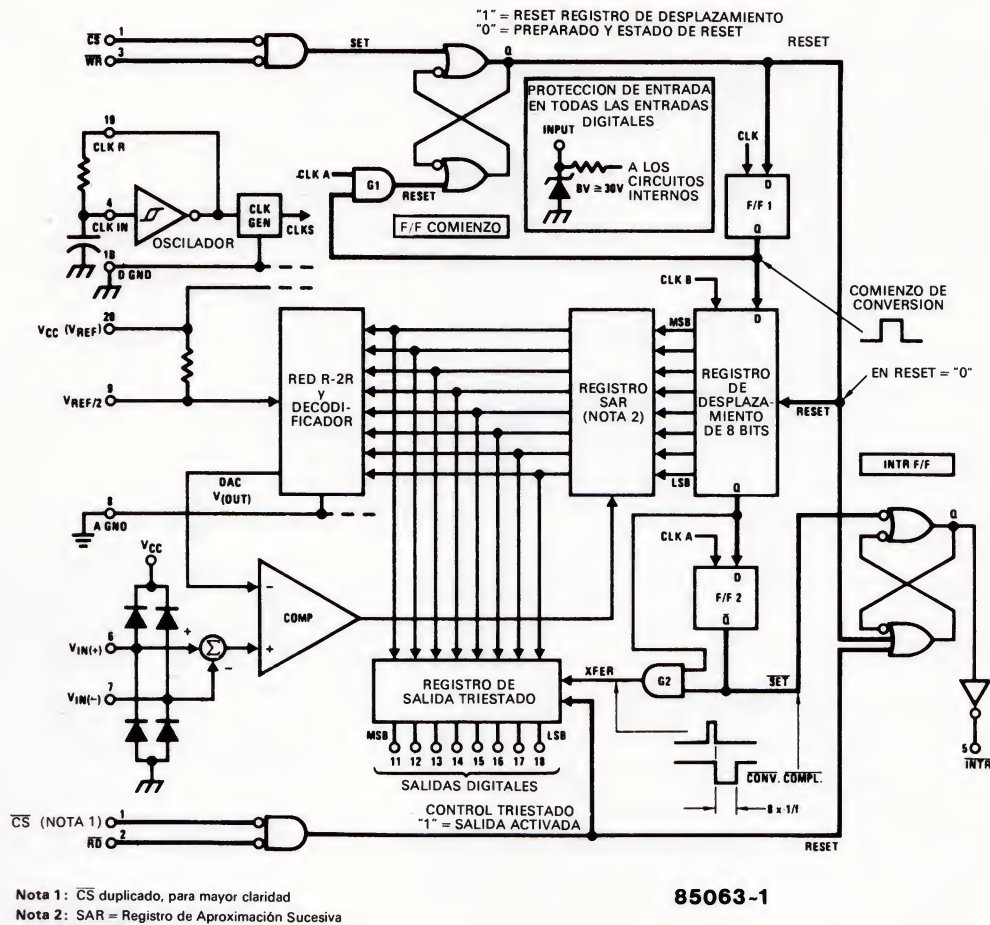 "1" = RESET REGISTRO DE DESPLAZAMIENTO
"0" = PREPARADO Y ESTADO DE RESET
RESET
CS 1
WR 3
SET
Q
PROTECCION DE ENTRADA
EN TODAS LAS ENTRADAS
DIGITALES
INPUT
A LOS
CIRCUITOS
INTERNOS
BV ≥ 30V
CLK
D
F/F 1
Q
19
CLK R
4
CLK IN
OSCILADOR
CLK
GEN
CLKS
10
D GND
CLK A
G1
RESET
F/F COMIENZO
COMIENZO DE
CONVERSION
EN RESET = "0"
20
VCC (VREF)
9
VREF/2
RED R-2R
y
DECODI-
FICADOR
REGISTRO
SAR
(NOTA 2)
MSB
LSB
CLK B
D
REGISTRO
DE
DESPLAZA-
MIENTO
DE 8 BITS
Q
RESET
INTR F/F
DAC
V(OUT)
8
A GND
CLK A
D
F/F 2
Q
Q
VCC
6
VIN(+)
7
VIN(−)
+
Σ
−
−
+
COMP
XFER
G2
SET
REGISTRO DE
SALIDA TRIESTADO
MSB
LSB
11 12 13 14 15 16 17 18
SALIDAS DIGITALES
CONV. COMPL.
8 x 1/f
5
INTR
CS (NOTA 1) 1
RD 2
CONTROL TRIESTADO
"1" = SALIDA ACTIVADA
RESET
Nota 1: CS duplicado, para mayor claridad
Nota 2: SAR = Registro de Aproximación Sucesiva
85063-1